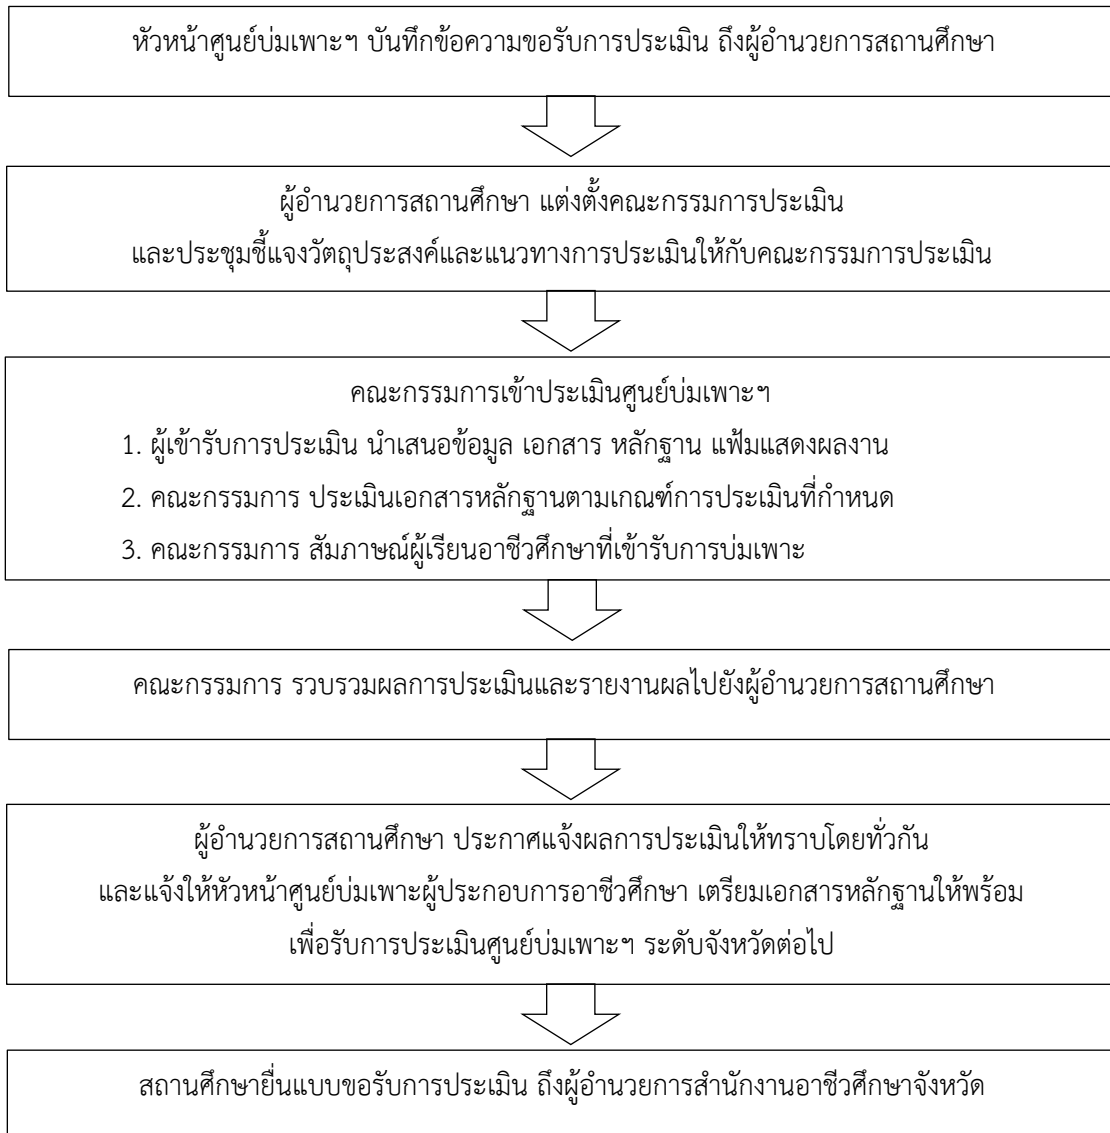 หัวหน้าศูนย์บ่มเพาะฯ บันทึกข้อความขอรับการประเมิน ถึงผู้อำนวยการสถานศึกษา
ผู้อำนวยการสถานศึกษา แต่งตั้งคณะกรรมการประเมิน
และประชุมชี้แจงวัตถุประสงค์และแนวทางการประเมินให้กับคณะกรรมการประเมิน
คณะกรรมการเข้าประเมินศูนย์บ่มเพาะฯ
1. ผู้เข้ารับการประเมิน นำเสนอข้อมูล เอกสาร หลักฐาน แฟ้มแสดงผลงาน
2. คณะกรรมการ ประเมินเอกสารหลักฐานตามเกณฑ์การประเมินที่กำหนด
3. คณะกรรมการ สัมภาษณ์ผู้เรียนอาชีวศึกษาที่เข้ารับการบ่มเพาะ
คณะกรรมการ รวบรวมผลการประเมินและรายงานผลไปยังผู้อำนวยการสถานศึกษา
ผู้อำนวยการสถานศึกษา ประกาศแจ้งผลการประเมินให้ทราบโดยทั่วกัน
และแจ้งให้หัวหน้าศูนย์บ่มเพาะผู้ประกอบการอาชีวศึกษา เตรียมเอกสารหลักฐานให้พร้อม
เพื่อรับการประเมินศูนย์บ่มเพาะฯ ระดับจังหวัดต่อไป
สถานศึกษายื่นแบบขอรับการประเมิน ถึงผู้อำนวยการสำนักงานอาชีวศึกษาจังหวัด